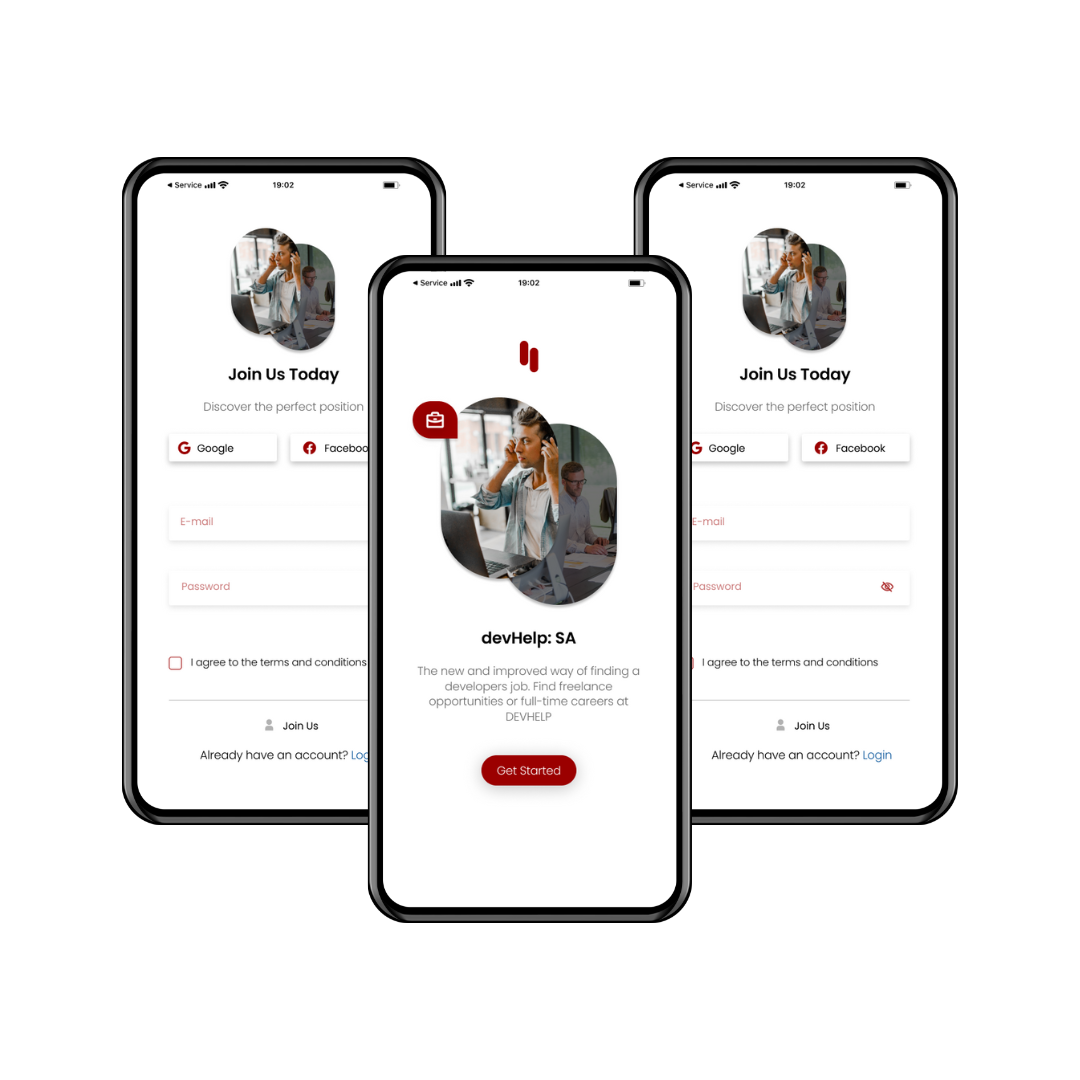 Service
19:02
Join Us Today
Discover the perfect position
Google
Faceboo
E-mail
Password
I agree to the terms and conditions
Join Us
Already have an account? Log
Service
19:02
devHelp: SA
The new and improved way of finding a
developers job. Find freelance
opportunities or full-time careers at
DEVHELP
Get Started
Service
19:02
Join Us Today
Discover the perfect position
Google
Facebook
E-mail
Password
I agree to the terms and conditions
Join Us
Already have an account? Login